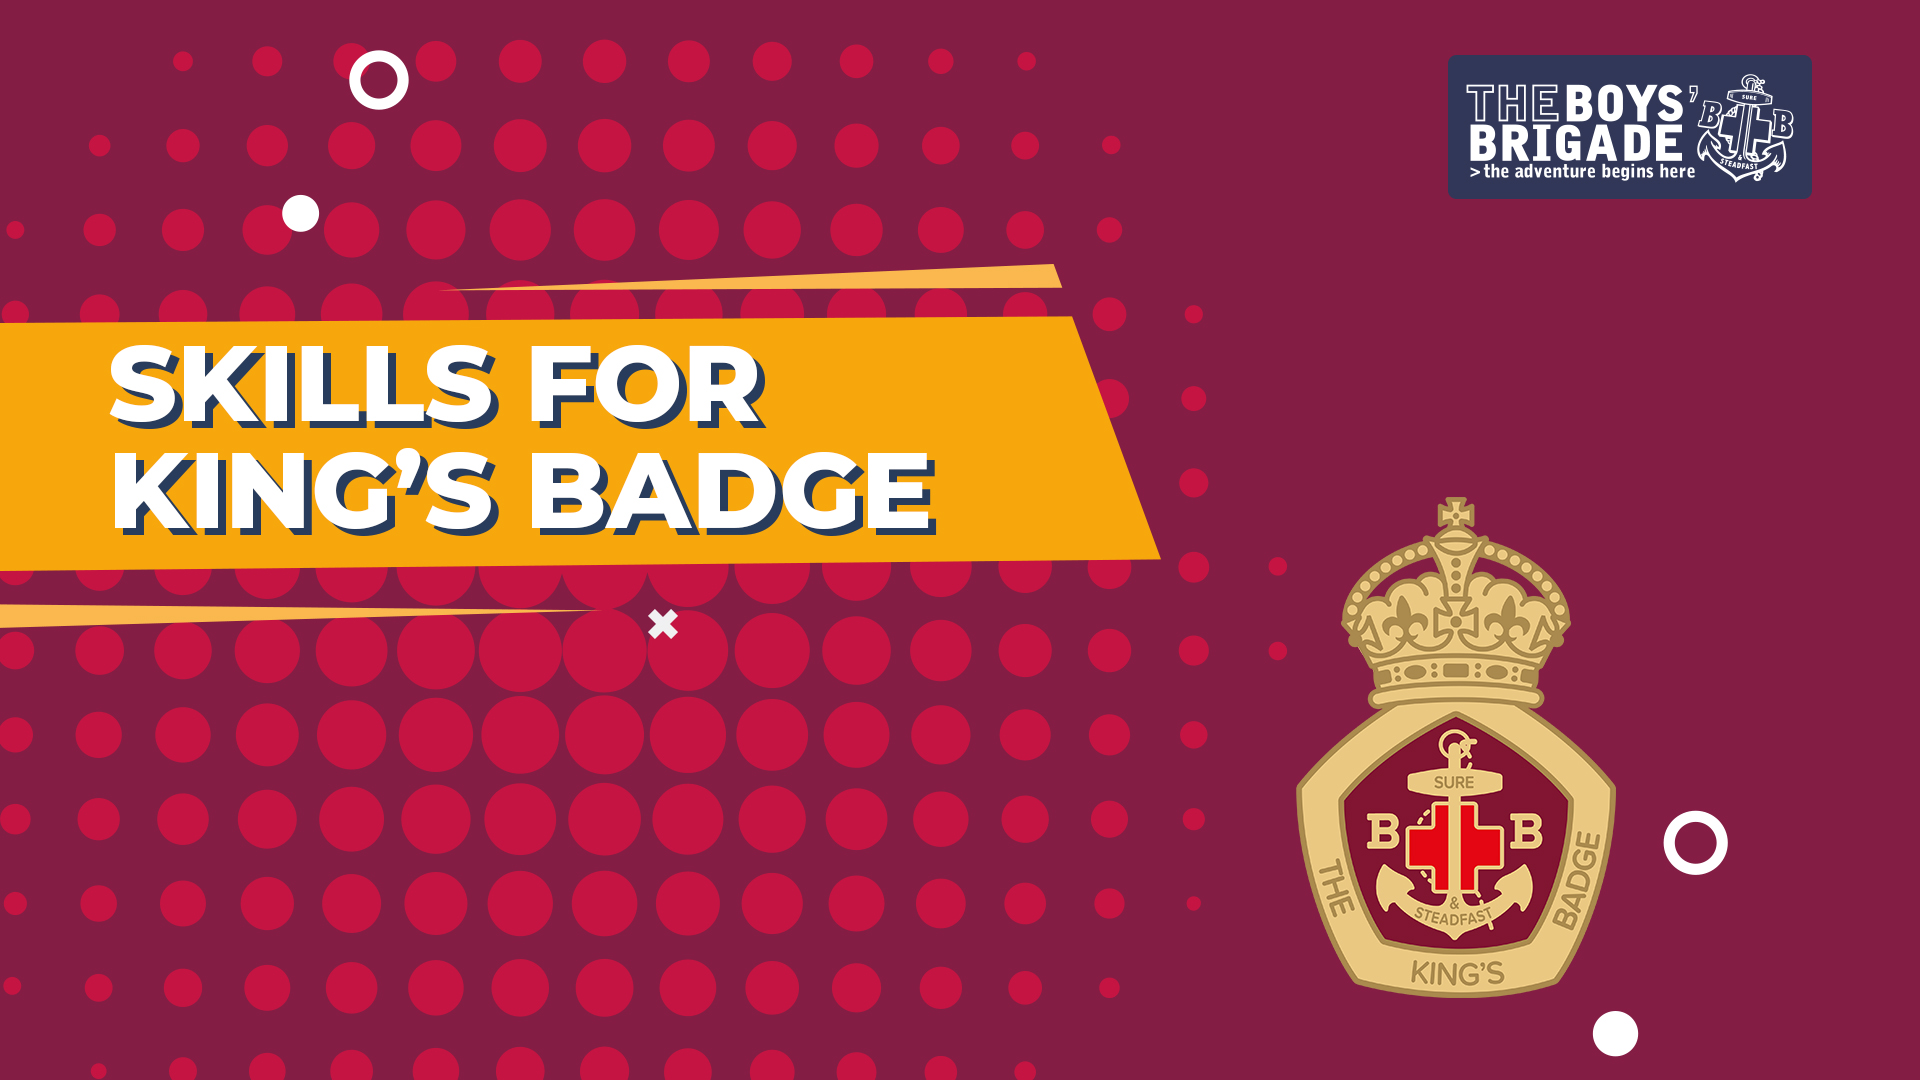 THE BOYS'
BRIGADE
>the adventure begins here
SURE
B B
&
STEADFAST
SKILLS FOR
KING'S BADGE
SURE
B B
&
STEADFAST
THE KING'S BADGE